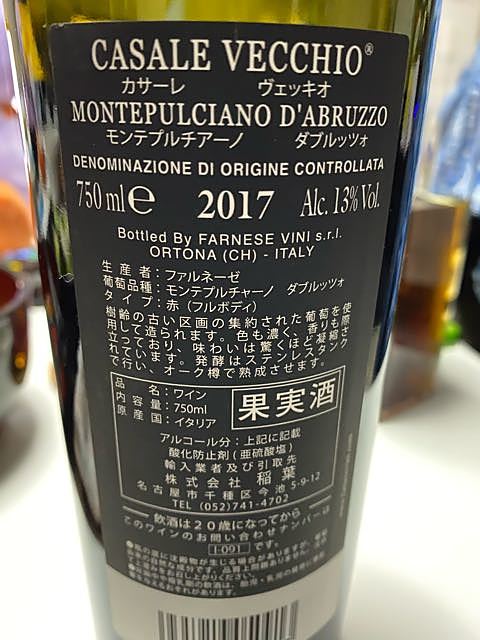 CASALE VECCHIO®
カサーレ ヴェッキオ
MONTEPULCIANO D'ABRUZZO
モンテプルチアーノ ダブルッツォ
DENOMINAZIONE DI ORIGINE CONTROLLATA
750 ml℮ 2017 Alc. 13% Vol.
Bottled By FARNESE VINI s.r.l.
ORTONA (CH) - ITALY
生産者:ファルネーゼ
葡萄品種:モンテプルチャーノ ダブルッツォ
タイプ:赤(フルボディ)
樹齢の古い区画の集約された葡萄を使
用して造られます。色も濃く、香りも際
立っており、味わいは驚くほど凝縮さ
れています。発酵はステンレスタンク
で行い、オーク樽で熟成させます。
品名:ワイン
内容量:750ml
原産国:イタリア
果実酒
アルコール分:上記に記載
酸化防止剤(亜硫酸塩)
輸入業者及び引取先
株式会社 稲葉
名古屋市千種区今池5-9-12
TEL (052)741-4702
飲酒は20歳になってから
このワインのお問い合わせナンバーは
I-091 です。